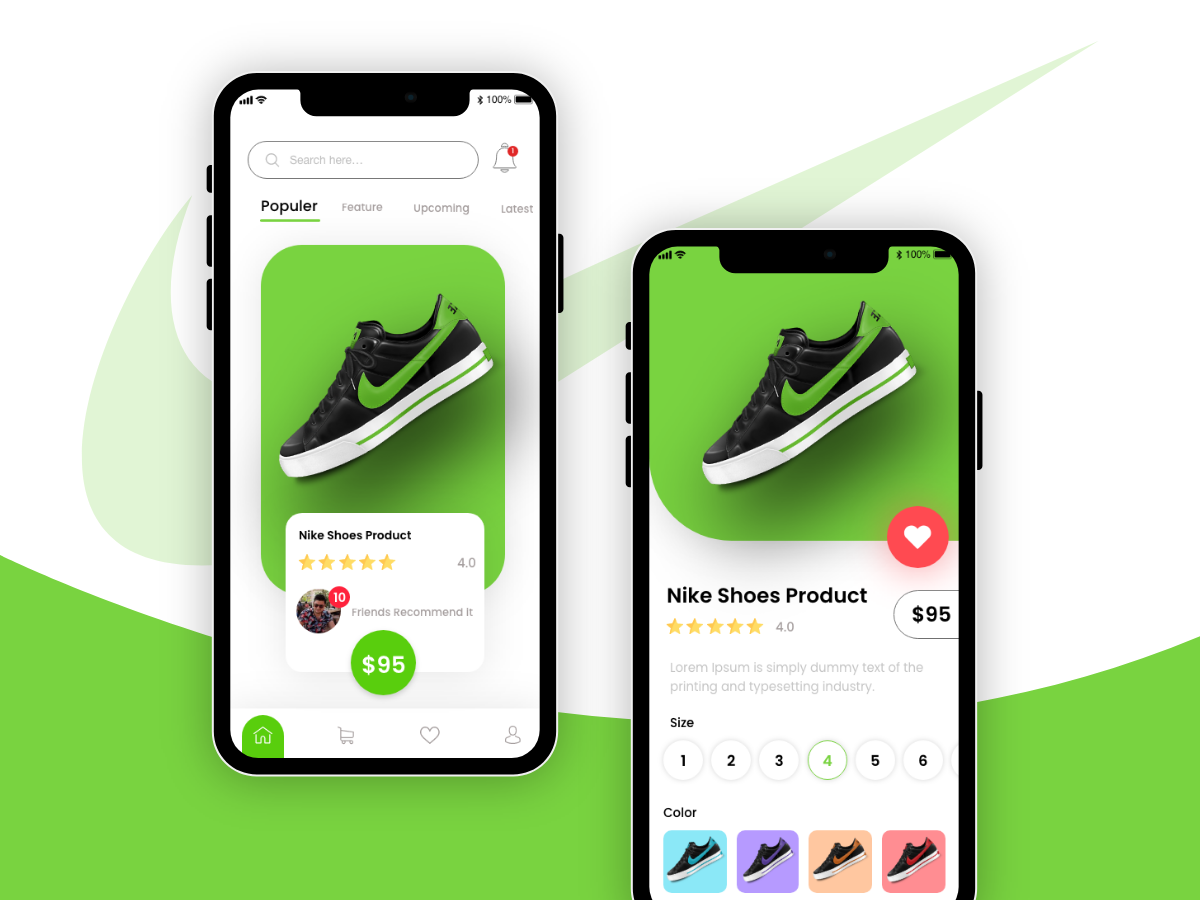 100%
Search here...
1
Populer
Feature
Upcoming
Latest
Nike Shoes Product
4.0
10
Friends Recommend It
$95
100%
Nike Shoes Product
$95
4.0
Lorem Ipsum is simply dummy text of the
printing and typesetting industry.
Size
1 2 3 4 5 6
Color